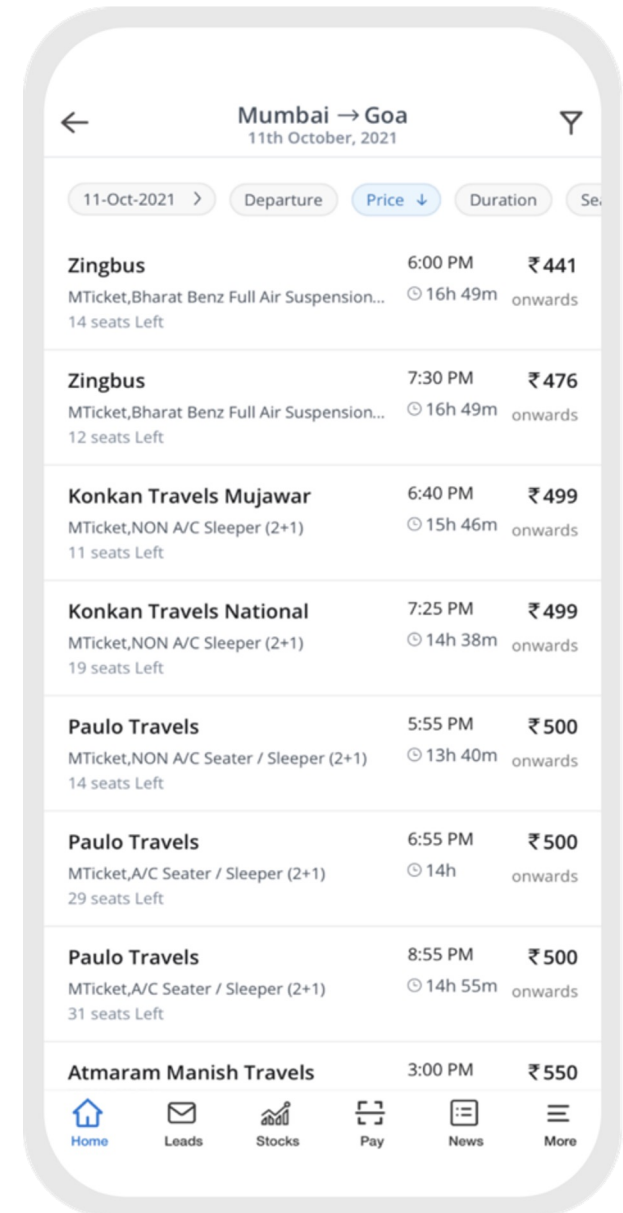 Mumbai → Goa
11th October, 2021
11-Oct-2021 > Departure Price ↓ Duration
Zingbus 6:00 PM ₹441
MTicket,Bharat Benz Full Air Suspension... 16h 49m onwards
14 seats Left
Zingbus 7:30 PM ₹476
MTicket,Bharat Benz Full Air Suspension... 16h 49m onwards
12 seats Left
Konkan Travels Mujawar 6:40 PM ₹499
MTicket,NON A/C Sleeper (2+1) 15h 46m onwards
11 seats Left
Konkan Travels National 7:25 PM ₹499
MTicket,NON A/C Sleeper (2+1) 14h 38m onwards
19 seats Left
Paulo Travels 5:55 PM ₹500
MTicket,NON A/C Seater / Sleeper (2+1) 13h 40m onwards
14 seats Left
Paulo Travels 6:55 PM ₹500
MTicket,A/C Seater / Sleeper (2+1) 14h onwards
29 seats Left
Paulo Travels 8:55 PM ₹500
MTicket,A/C Seater / Sleeper (2+1) 14h 55m onwards
31 seats Left
Atmaram Manish Travels 3:00 PM ₹550
Home Leads Stocks Pay News More